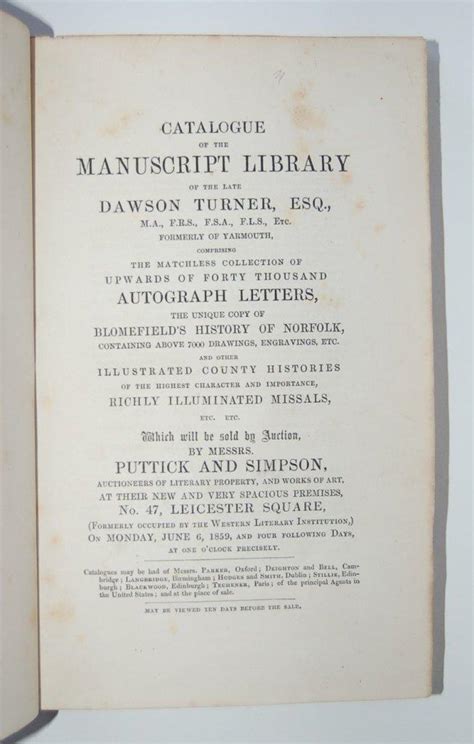 CATALOGUE
OF THE
MANUSCRIPT LIBRARY
OF THE LATE
DAWSON TURNER, ESQ.,
M.A., F.R.S., F.S.A., F.L.S., ETC.
FORMERLY OF YARMOUTH,
COMPRISING
THE MATCHLESS COLLECTION OF
UPWARDS OF FORTY THOUSAND
AUTOGRAPH LETTERS,
THE UNIQUE COPY OF
BLOMEFIELD'S HISTORY OF NORFOLK,
CONTAINING ABOVE 7000 DRAWINGS, ENGRAVINGS, ETC.
AND OTHER
ILLUSTRATED COUNTY HISTORIES
OF THE HIGHEST CHARACTER AND IMPORTANCE,
RICHLY ILLUMINATED MISSALS,
ETC. ETC.
Which will be sold by Auction,
BY MESSRS.
PUTTICK AND SIMPSON,
AUCTIONEERS OF LITERARY PROPERTY, AND WORKS OF ART,
AT THEIR NEW AND VERY SPACIOUS PREMISES,
No. 47, LEICESTER SQUARE,
(FORMERLY OCCUPIED BY THE WESTERN LITERARY INSTITUTION,)
ON MONDAY, JUNE 6, 1859, AND FOUR FOLLOWING DAYS,
AT ONE O'CLOCK PRECISELY.
Catalogues may be had of Messrs. PARKER, Oxford; DEIGHTON and BELL, Cam-
bridge; LANGBRIDGE, Birmingham; HODGES and SMITH, Dublin; STILLIE, Edin-
burgh; BLACKWOOD, Edinburgh; TECHENER, Paris; of the principal Agents in
the United States; and at the place of sale.
MAY BE VIEWED TEN DAYS BEFORE THE SALE.